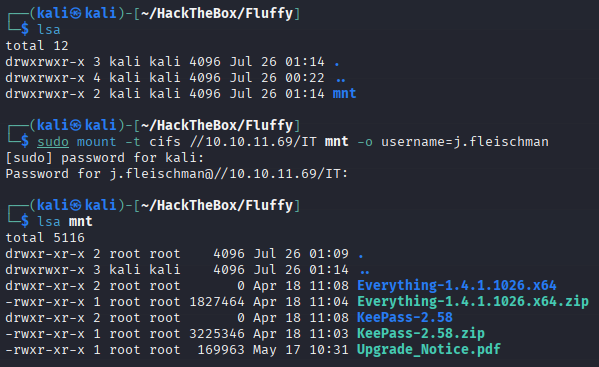 ┌──(kali㉿kali)-[~/HackTheBox/Fluffy]
└─$ lsa
total 12
drwxrwxr-x 3 kali kali 4096 Jul 26 01:14 .
drwxrwxr-x 4 kali kali 4096 Jul 26 00:22 ..
drwxrwxr-x 2 kali kali 4096 Jul 26 01:14 mnt
┌──(kali㉿kali)-[~/HackTheBox/Fluffy]
└─$ sudo mount -t cifs //10.10.11.69/IT mnt -o username=j.fleischman
[sudo] password for kali:
Password for j.fleischman@//10.10.11.69/IT:
┌──(kali㉿kali)-[~/HackTheBox/Fluffy]
└─$ lsa mnt
total 5116
drwxr-xr-x 2 root root    4096 Jul 26 01:09 .
drwxrwxr-x 3 kali kali    4096 Jul 26 01:14 ..
drwxr-xr-x 2 root root       0 Apr 18 11:08 Everything-1.4.1.1026.x64
-rwxr-xr-x 1 root root 1827464 Apr 18 11:04 Everything-1.4.1.1026.x64.zip
drwxr-xr-x 2 root root       0 Apr 18 11:08 KeePass-2.58
-rwxr-xr-x 1 root root 3225346 Apr 18 11:03 KeePass-2.58.zip
-rwxr-xr-x 1 root root  169963 May 17 10:31 Upgrade_Notice.pdf